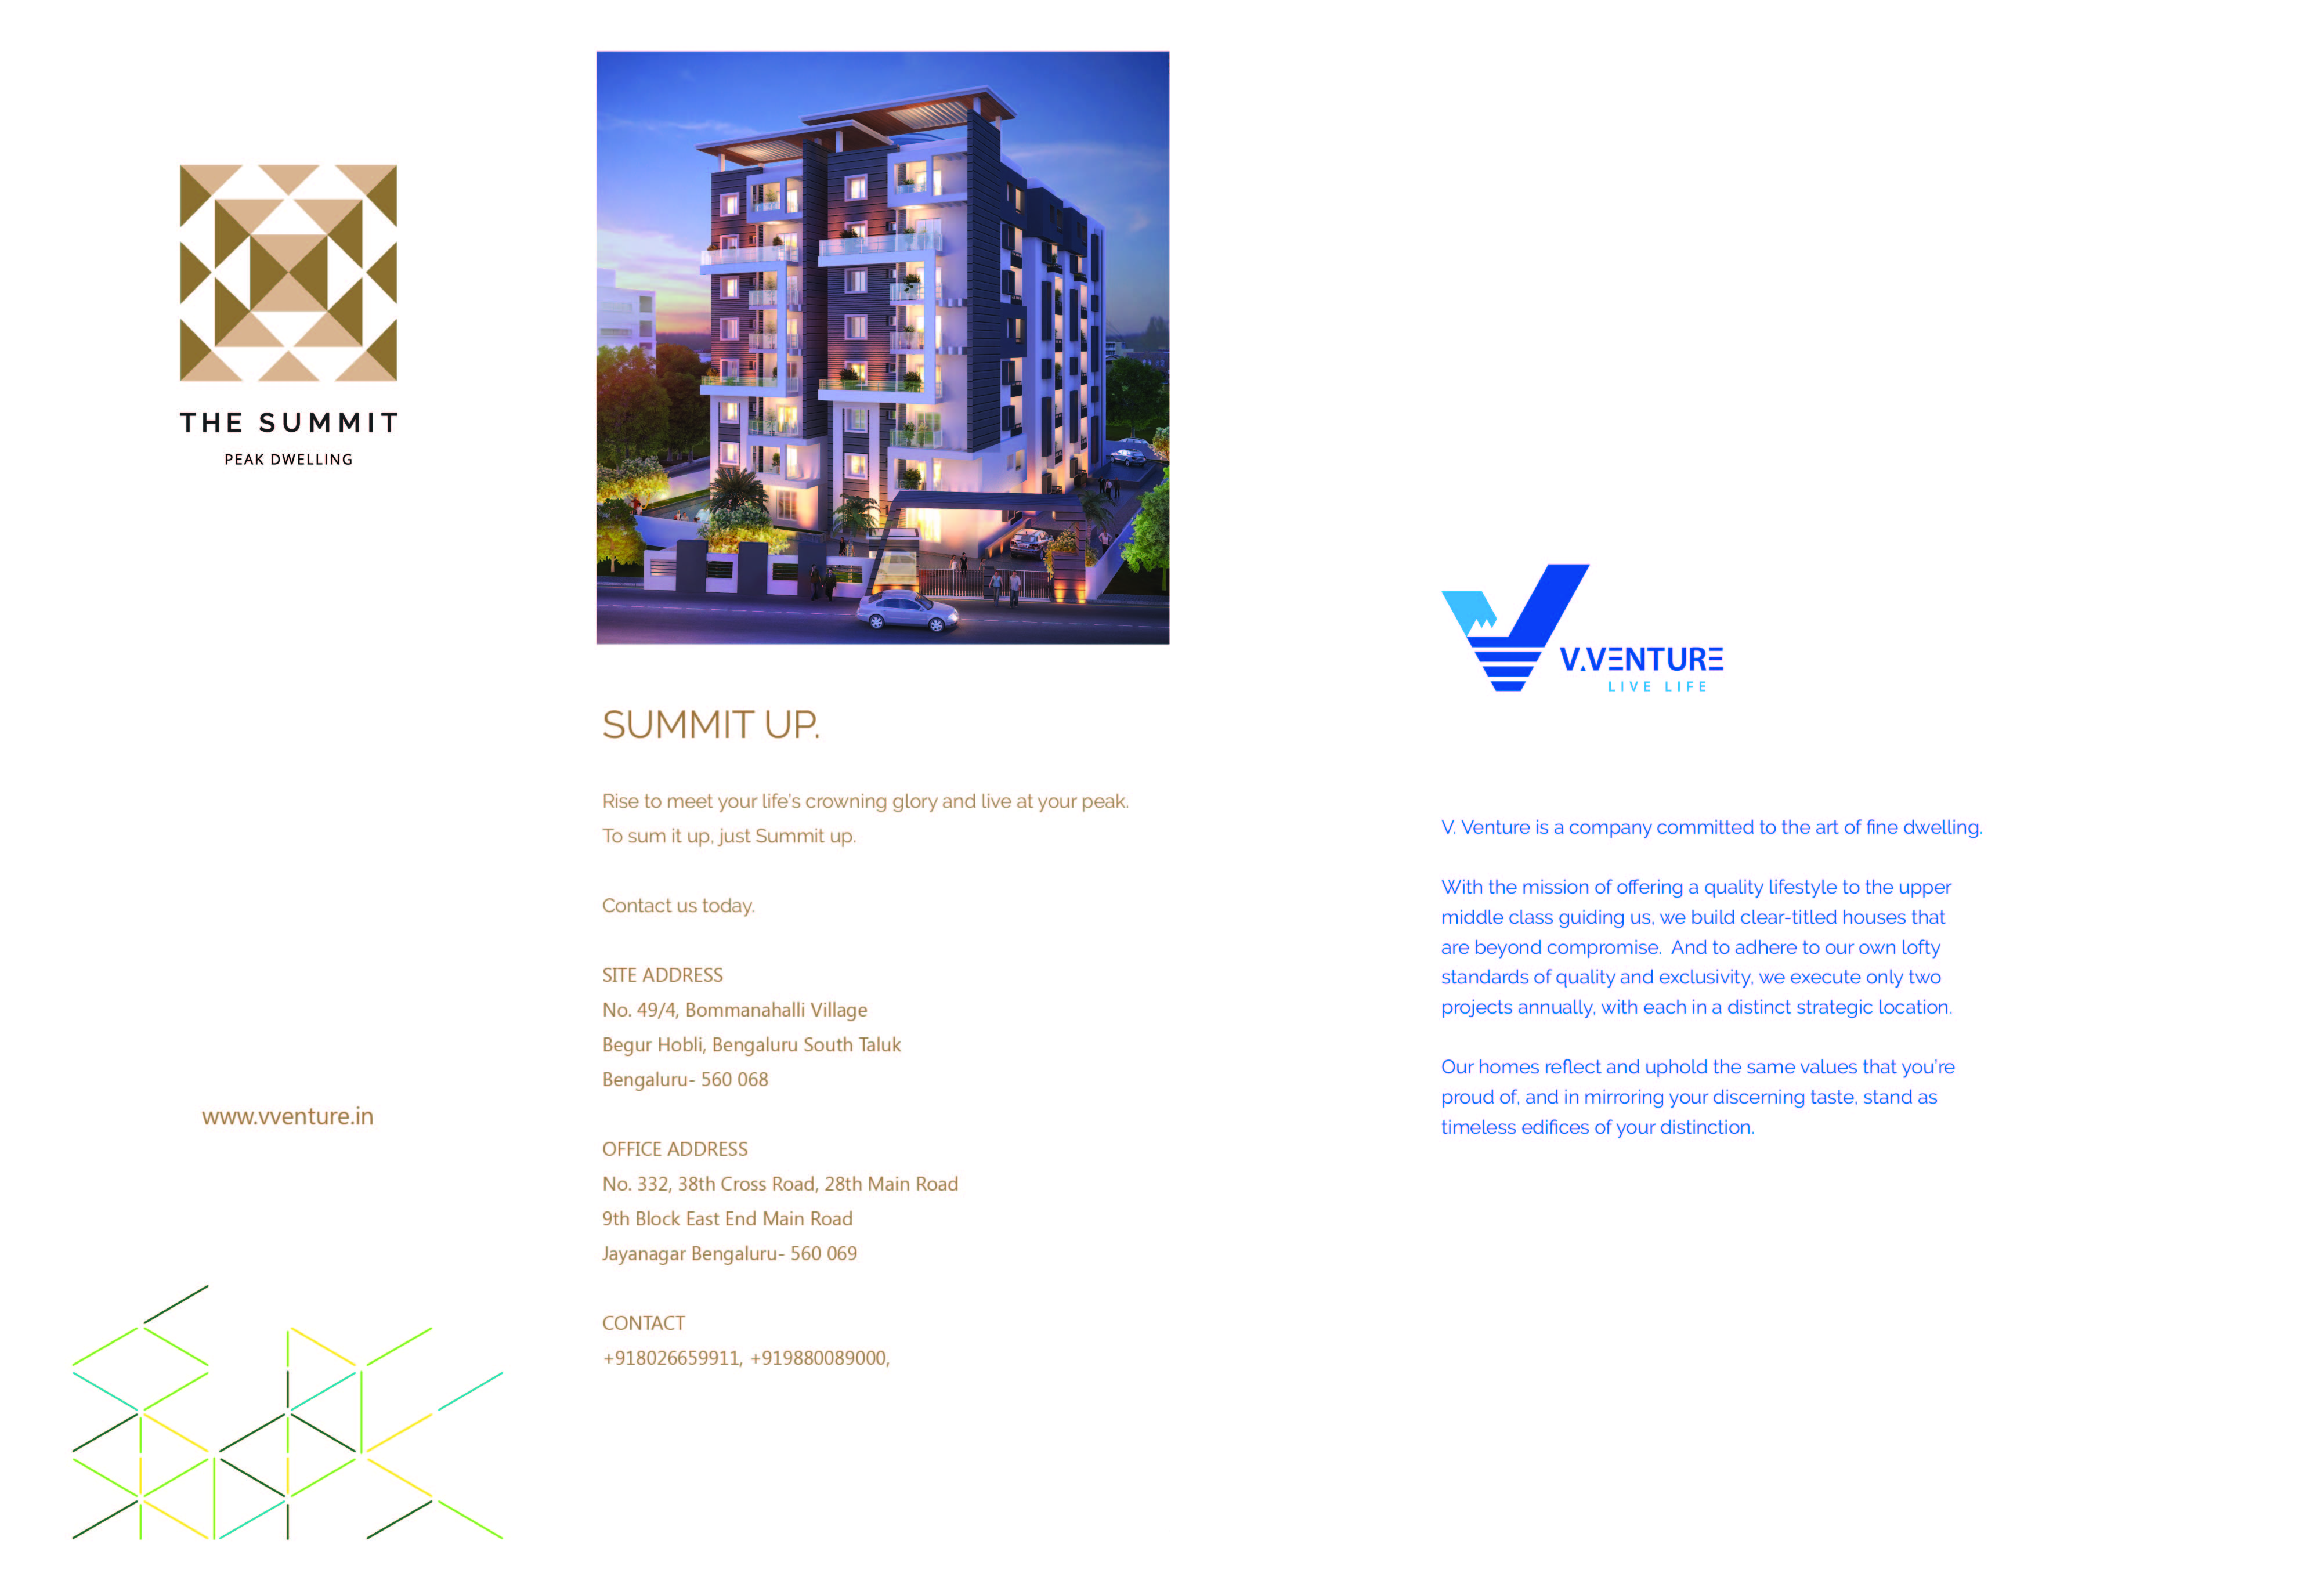 THE SUMMIT
PEAK DWELLING
www.vventure.in
SUMMIT UP.
Rise to meet your life's crowning glory and live at your peak.
To sum it up, just Summit up.
Contact us today.
SITE ADDRESS
No. 49/4, Bommanahalli Village
Begur Hobli, Bengaluru South Taluk
Bengaluru- 560 068
OFFICE ADDRESS
No. 332, 38th Cross Road, 28th Main Road
9th Block East End Main Road
Jayanagar Bengaluru- 560 069
CONTACT
+918026659911, +919880089000,
V.VENTURE
LIVE LIFE
V. Venture is a company committed to the art of fine dwelling.
With the mission of offering a quality lifestyle to the upper
middle class guiding us, we build clear-titled houses that
are beyond compromise.  And to adhere to our own lofty
standards of quality and exclusivity, we execute only two
projects annually, with each in a distinct strategic location.
Our homes reflect and uphold the same values that you're
proud of, and in mirroring your discerning taste, stand as
timeless edifices of your distinction.